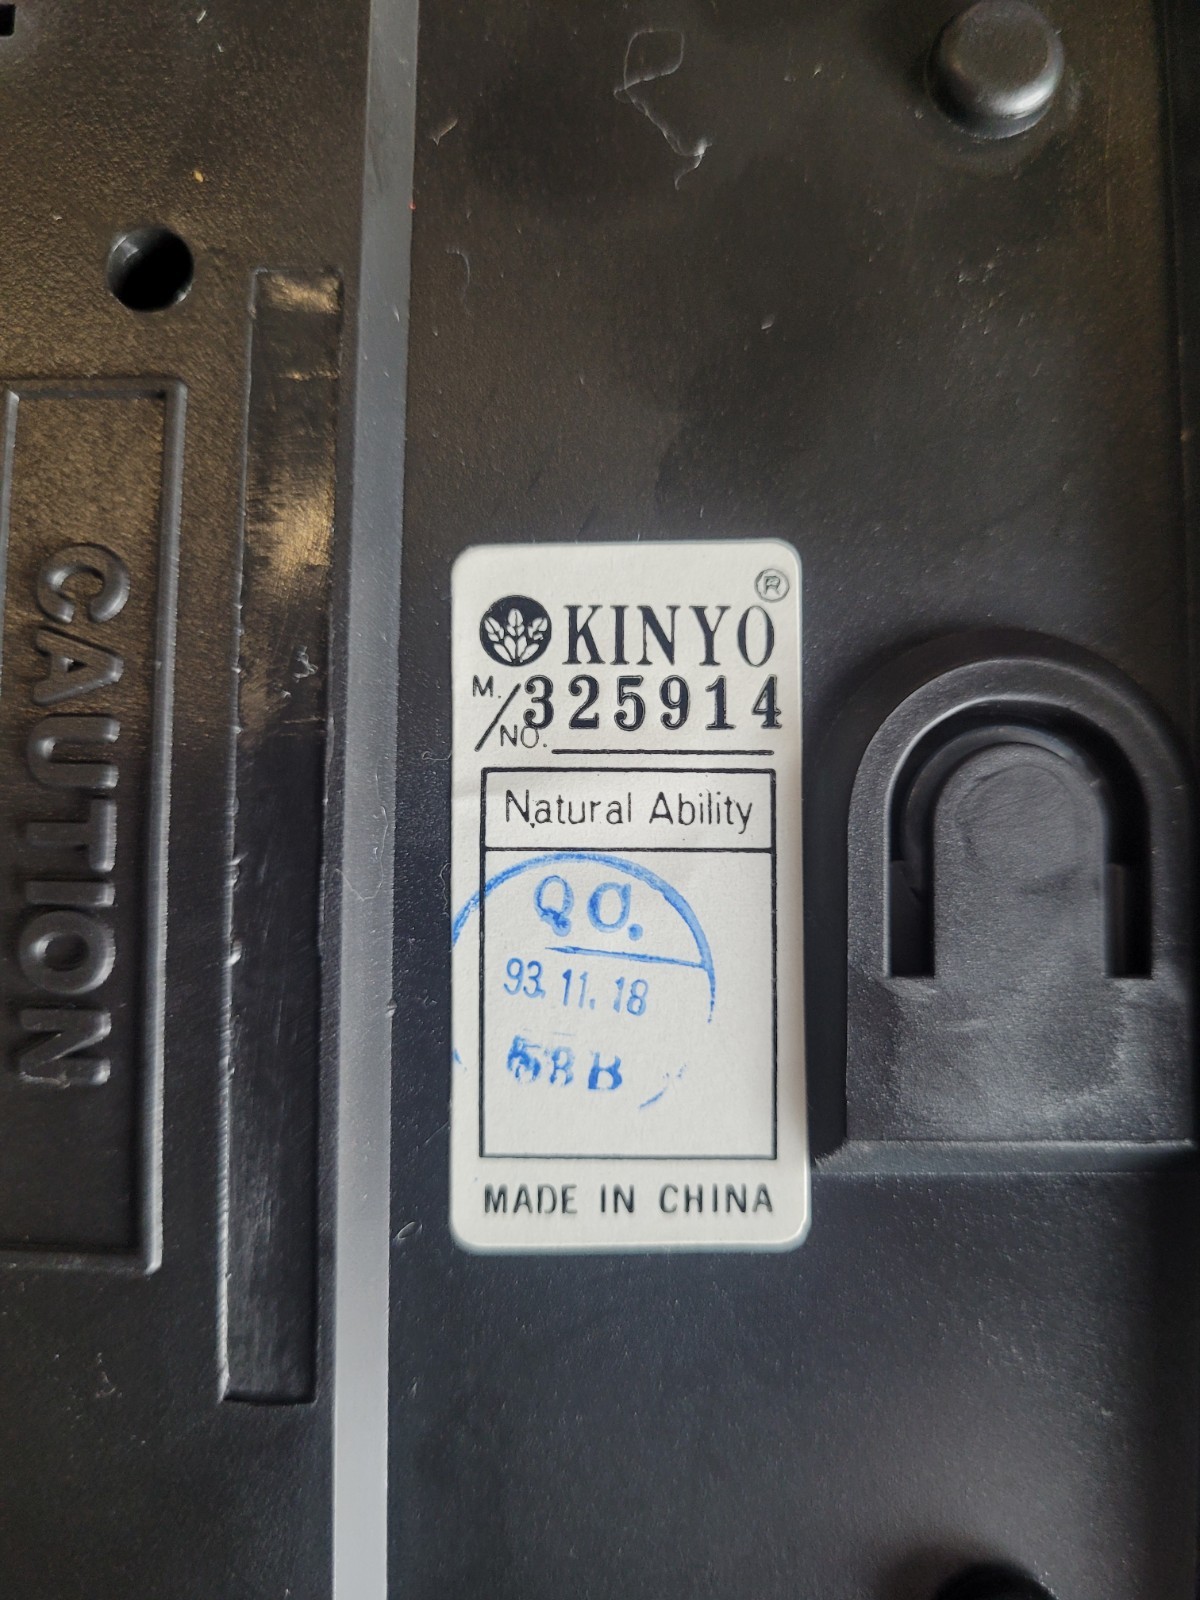 CAUTION
KINYO®
M./NO. 325914
Natural Ability
QC.
93.11.18
MADE IN CHINA